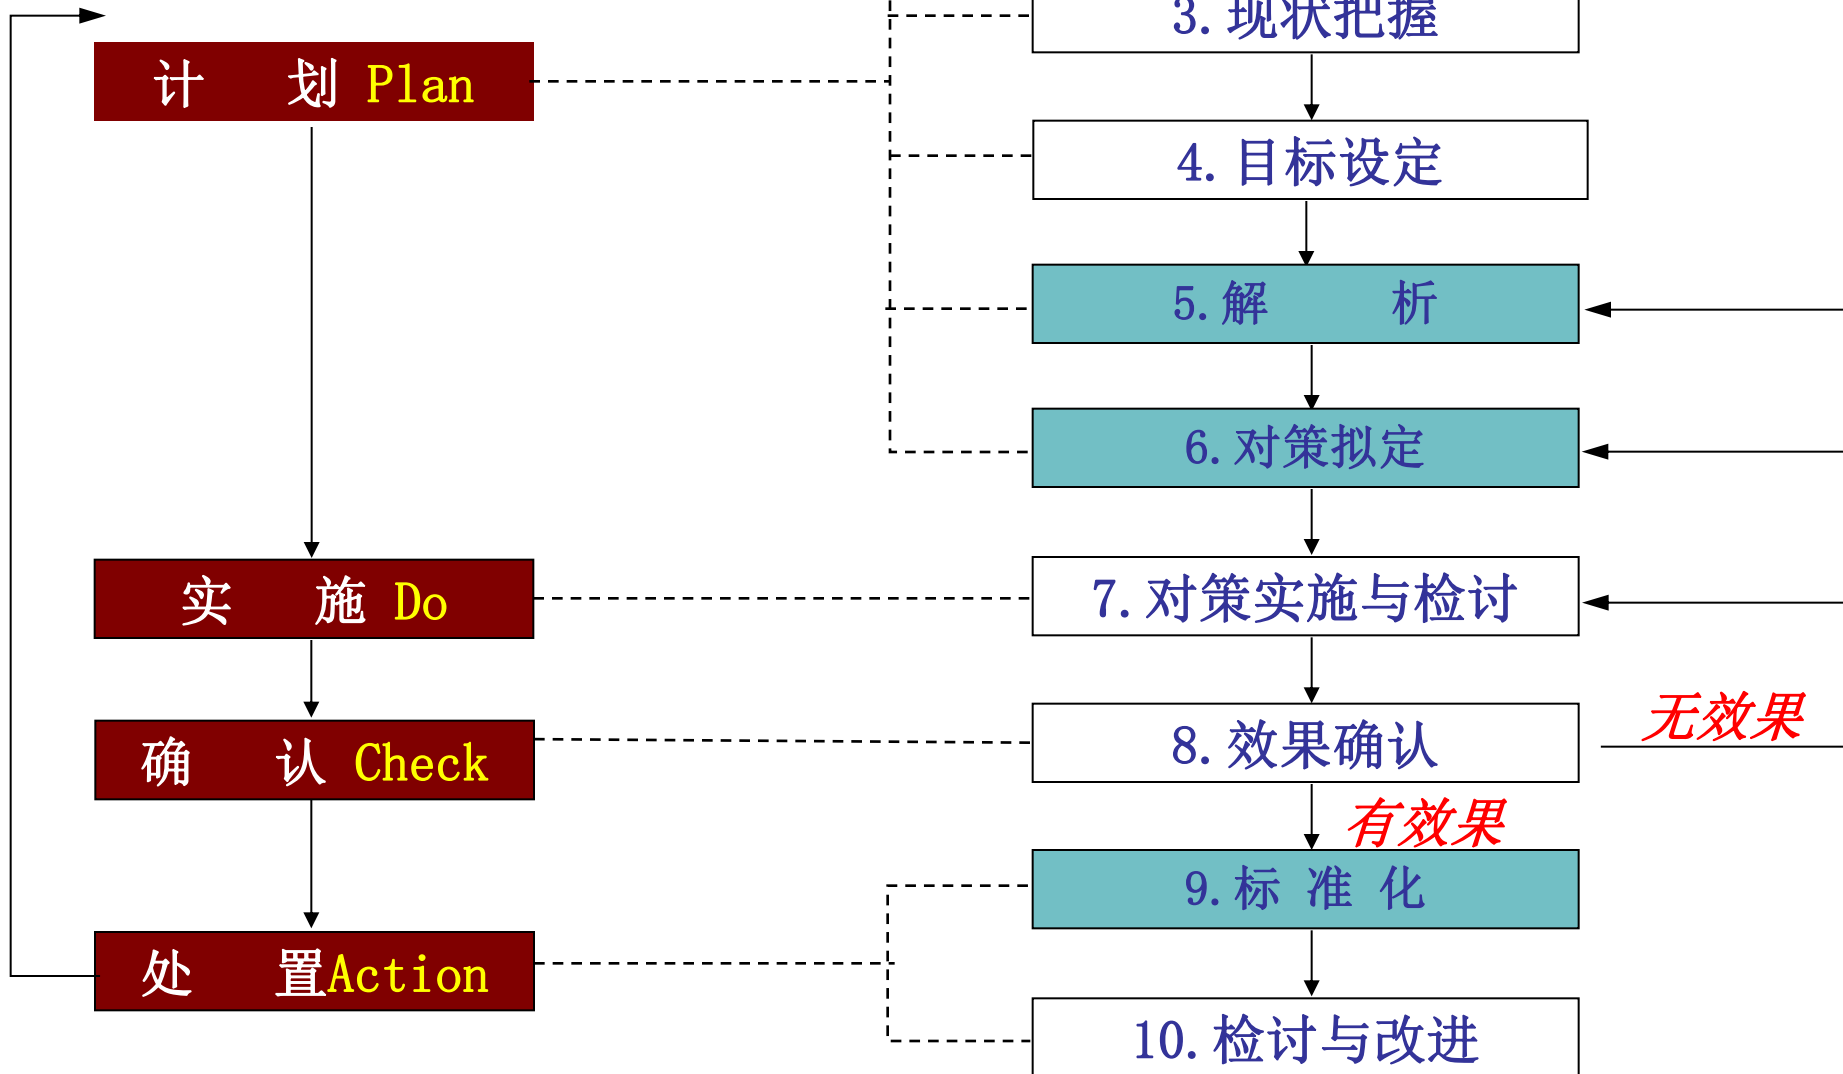 3.现状把握
计 划 Plan
4.目标设定
5.解 析
6.对策拟定
实 施 Do
7.对策实施与检讨
无效果
确 认 Check
8.效果确认
有效果
9.标 准 化
处 置Action
10.检讨与改进